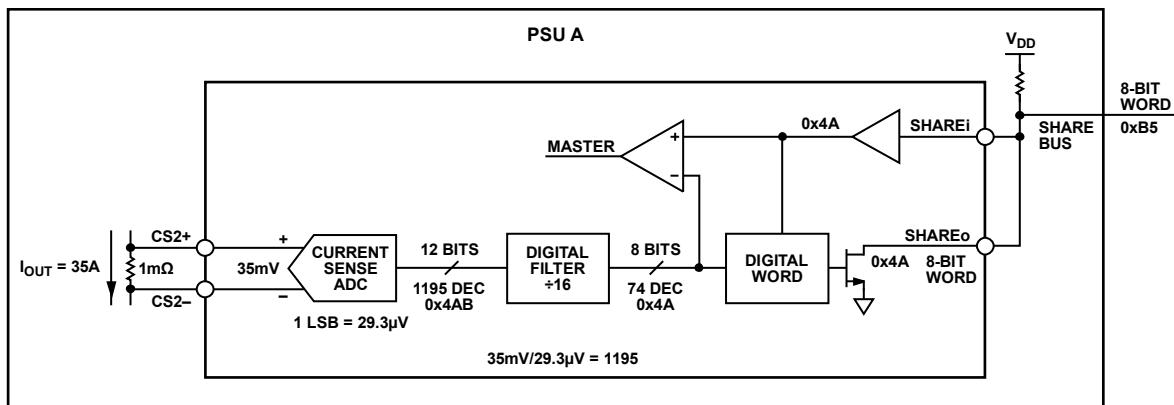 PSU A
VDD
8-BIT
WORD
0xB5
SHARE
BUS
SHAREi
0x4A
MASTER
+
−
SHAREo
8-BIT
WORD
0x4A
IOUT = 35A
1mΩ
CS2+
CS2−
+
35mV
−
CURRENT
SENSE
ADC
1 LSB = 29.3µV
12 BITS
1195 DEC
0x4AB
DIGITAL
FILTER
÷16
8 BITS
74 DEC
0x4A
DIGITAL
WORD
35mV/29.3µV = 1195